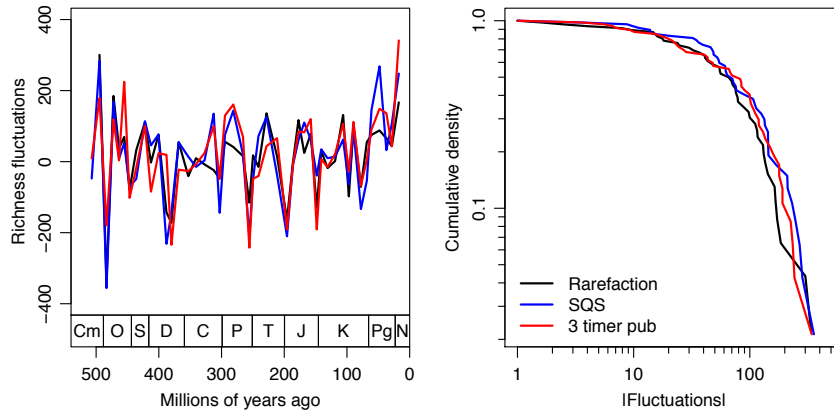 Richness fluctuations
400
200
0
−200
−400
Cm O S D C P T J K Pg N
500 400 300 200 100 0
Millions of years ago
Cumulative density
1.0
0.1
Rarefaction
SQS
3 timer pub
1 10 100
|Fluctuations|